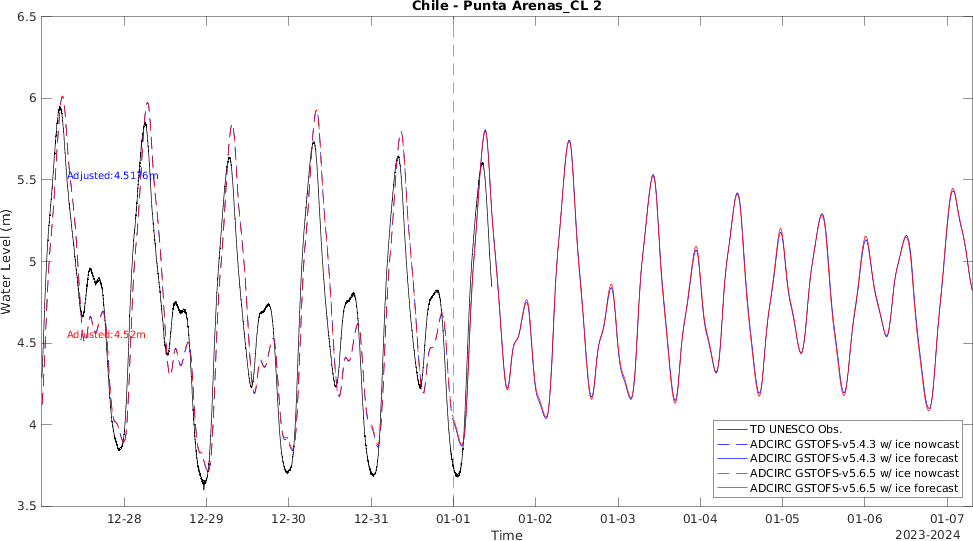 Chile - Punta Arenas_CL 2
6.5
6
5.5
5
4.5
4
3.5
Water Level (m)
Adjusted:4.5176m
Adjusted:4.52m
TD UNESCO Obs.
ADCIRC GSTOFS-v5.4.3 w/ ice nowcast
ADCIRC GSTOFS-v5.4.3 w/ ice forecast
ADCIRC GSTOFS-v5.6.5 w/ ice nowcast
ADCIRC GSTOFS-v5.6.5 w/ ice forecast
12-28 12-29 12-30 12-31 01-01 01-02 01-03 01-04 01-05 01-06 01-07
Time
2023-2024